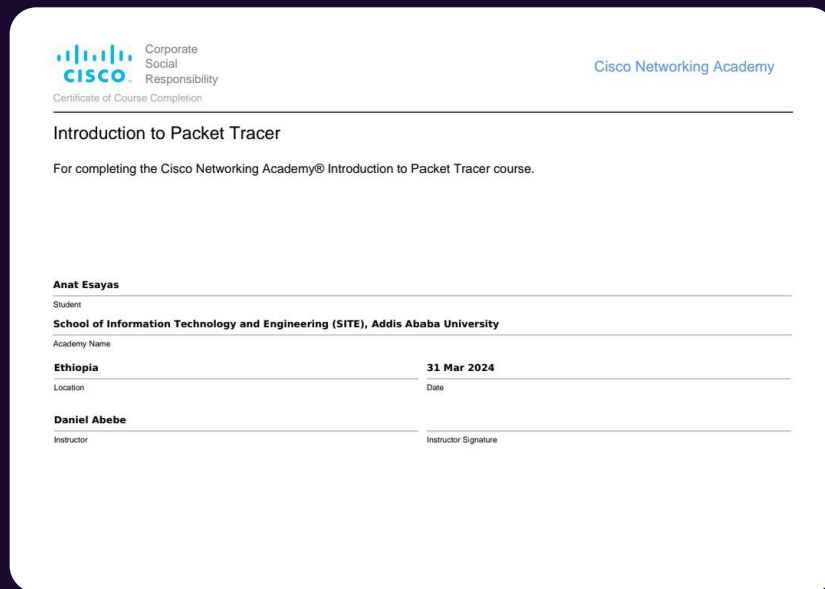 Corporate
Social
CISCO. Responsibility
Cisco Networking Academy
Certificate of Course Completion
Introduction to Packet Tracer
For completing the Cisco Networking Academy® Introduction to Packet Tracer course.
Anat Esayas
Student
School of Information Technology and Engineering (SITE), Addis Ababa University
Academy Name
Ethiopia 31 Mar 2024
Location Date
Daniel Abebe
Instructor Instructor Signature